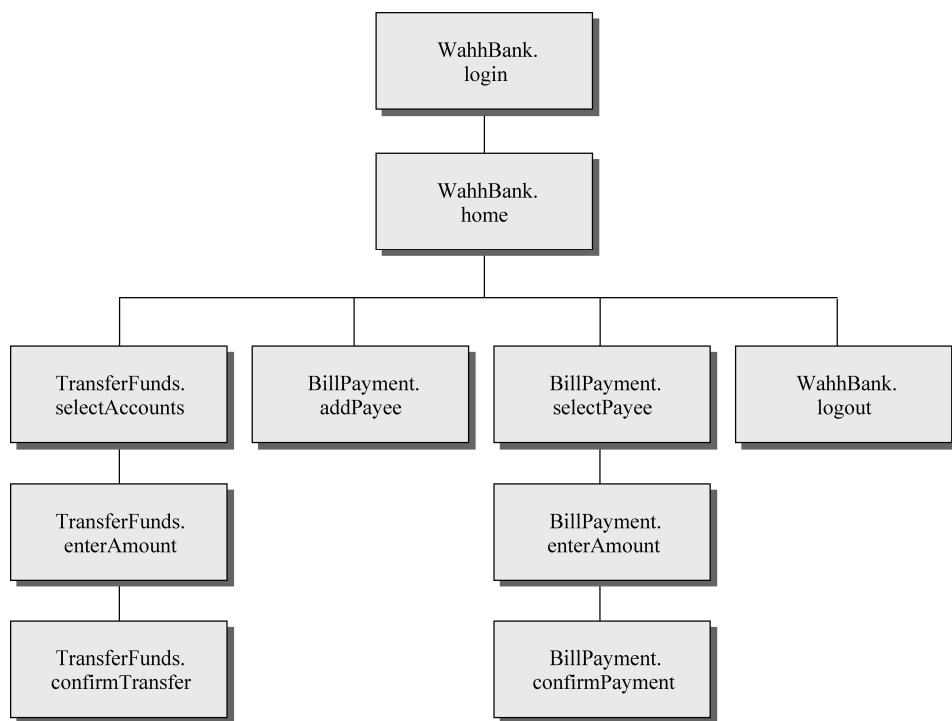 WahhBank.
login
WahhBank.
home
TransferFunds.
selectAccounts
BillPayment.
addPayee
BillPayment.
selectPayee
WahhBank.
logout
TransferFunds.
enterAmount
BillPayment.
enterAmount
TransferFunds.
confirmTransfer
BillPayment.
confirmPayment